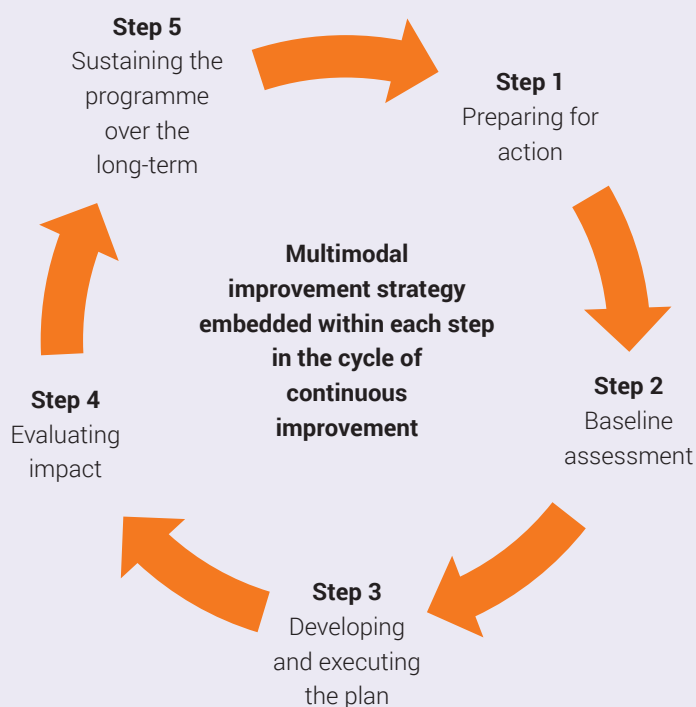 Step 1
Preparing for
action
Step 2
Baseline
assessment
Step 3
Developing
and executing
the plan
Step 4
Evaluating
impact
Step 5
Sustaining the
programme
over the
long-term
Multimodal
improvement strategy
embedded within each step
in the cycle of
continuous
improvement